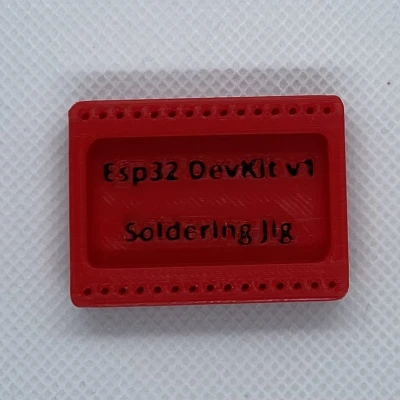 Esp32 DevKit v1
Soldering Jig